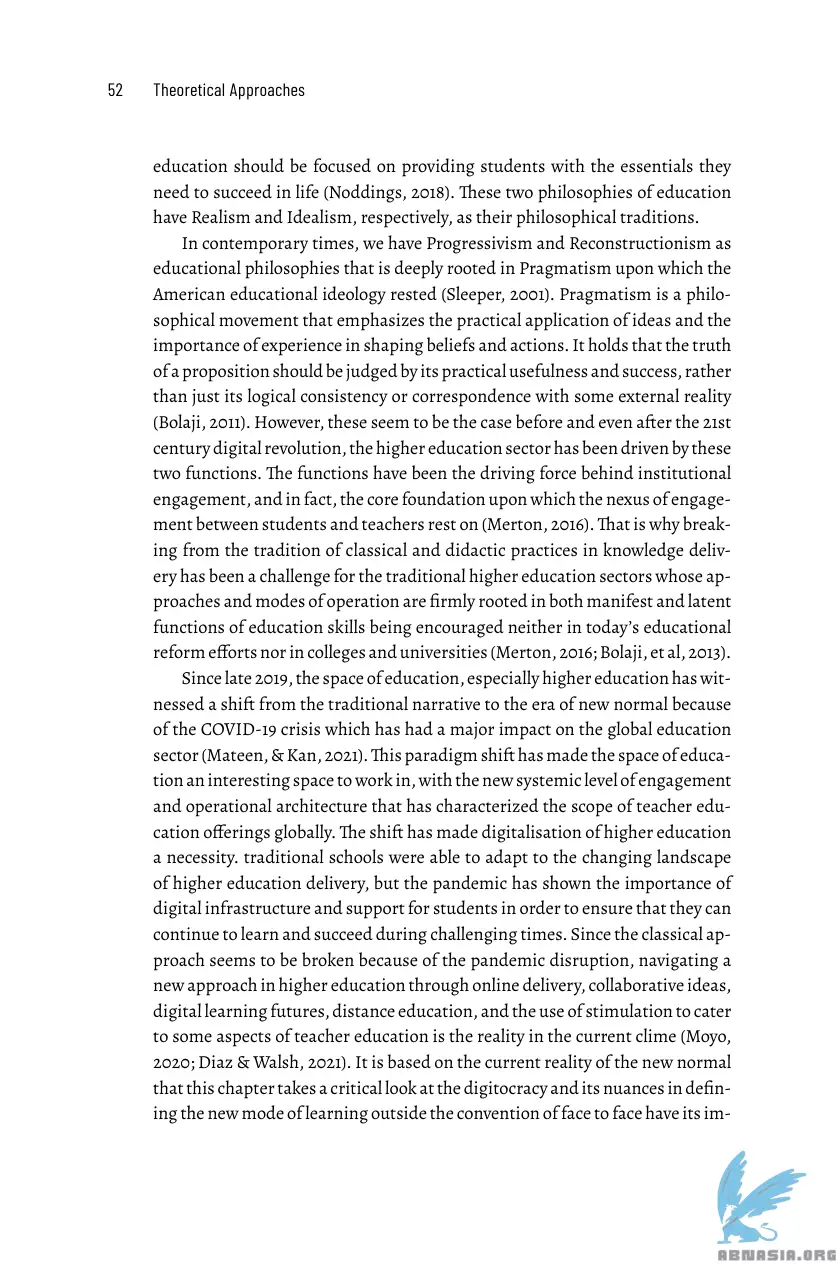 52 Theoretical Approaches
education should be focused on providing students with the essentials they
need to succeed in life (Noddings, 2018). These two philosophies of education
have Realism and Idealism, respectively, as their philosophical traditions.
In contemporary times, we have Progressivism and Reconstructionism as
educational philosophies that is deeply rooted in Pragmatism upon which the
American educational ideology rested (Sleeper, 2001). Pragmatism is a philo-
sophical movement that emphasizes the practical application of ideas and the
importance of experience in shaping beliefs and actions. It holds that the truth
of a proposition should be judged by its practical usefulness and success, rather
than just its logical consistency or correspondence with some external reality
(Bolaji, 2011). However, these seem to be the case before and even after the 21st
century digital revolution, the higher education sector has been driven by these
two functions. The functions have been the driving force behind institutional
engagement, and in fact, the core foundation upon which the nexus of engage-
ment between students and teachers rest on (Merton, 2016). That is why break-
ing from the tradition of classical and didactic practices in knowledge deliv-
ery has been a challenge for the traditional higher education sectors whose ap-
proaches and modes of operation are firmly rooted in both manifest and latent
functions of education skills being encouraged neither in today's educational
reform efforts nor in colleges and universities (Merton, 2016; Bolaji, et al, 2013).
Since late 2019, the space of education, especially higher education has wit-
nessed a shift from the traditional narrative to the era of new normal because
of the COVID-19 crisis which has had a major impact on the global education
sector (Mateen, & Kan, 2021). This paradigm shift has made the space of educa-
tion an interesting space to work in, with the new systemic level of engagement
and operational architecture that has characterized the scope of teacher edu-
cation offerings globally. The shift has made digitalisation of higher education
a necessity. traditional schools were able to adapt to the changing landscape
of higher education delivery, but the pandemic has shown the importance of
digital infrastructure and support for students in order to ensure that they can
continue to learn and succeed during challenging times. Since the classical ap-
proach seems to be broken because of the pandemic disruption, navigating a
new approach in higher education through online delivery, collaborative ideas,
digital learning futures, distance education, and the use of stimulation to cater
to some aspects of teacher education is the reality in the current clime (Moyo,
2020; Diaz & Walsh, 2021). It is based on the current reality of the new normal
that this chapter takes a critical look at the digitocracy and its nuances in defin-
ing the new mode of learning outside the convention of face to face have its im-
ABNASIA.ORG